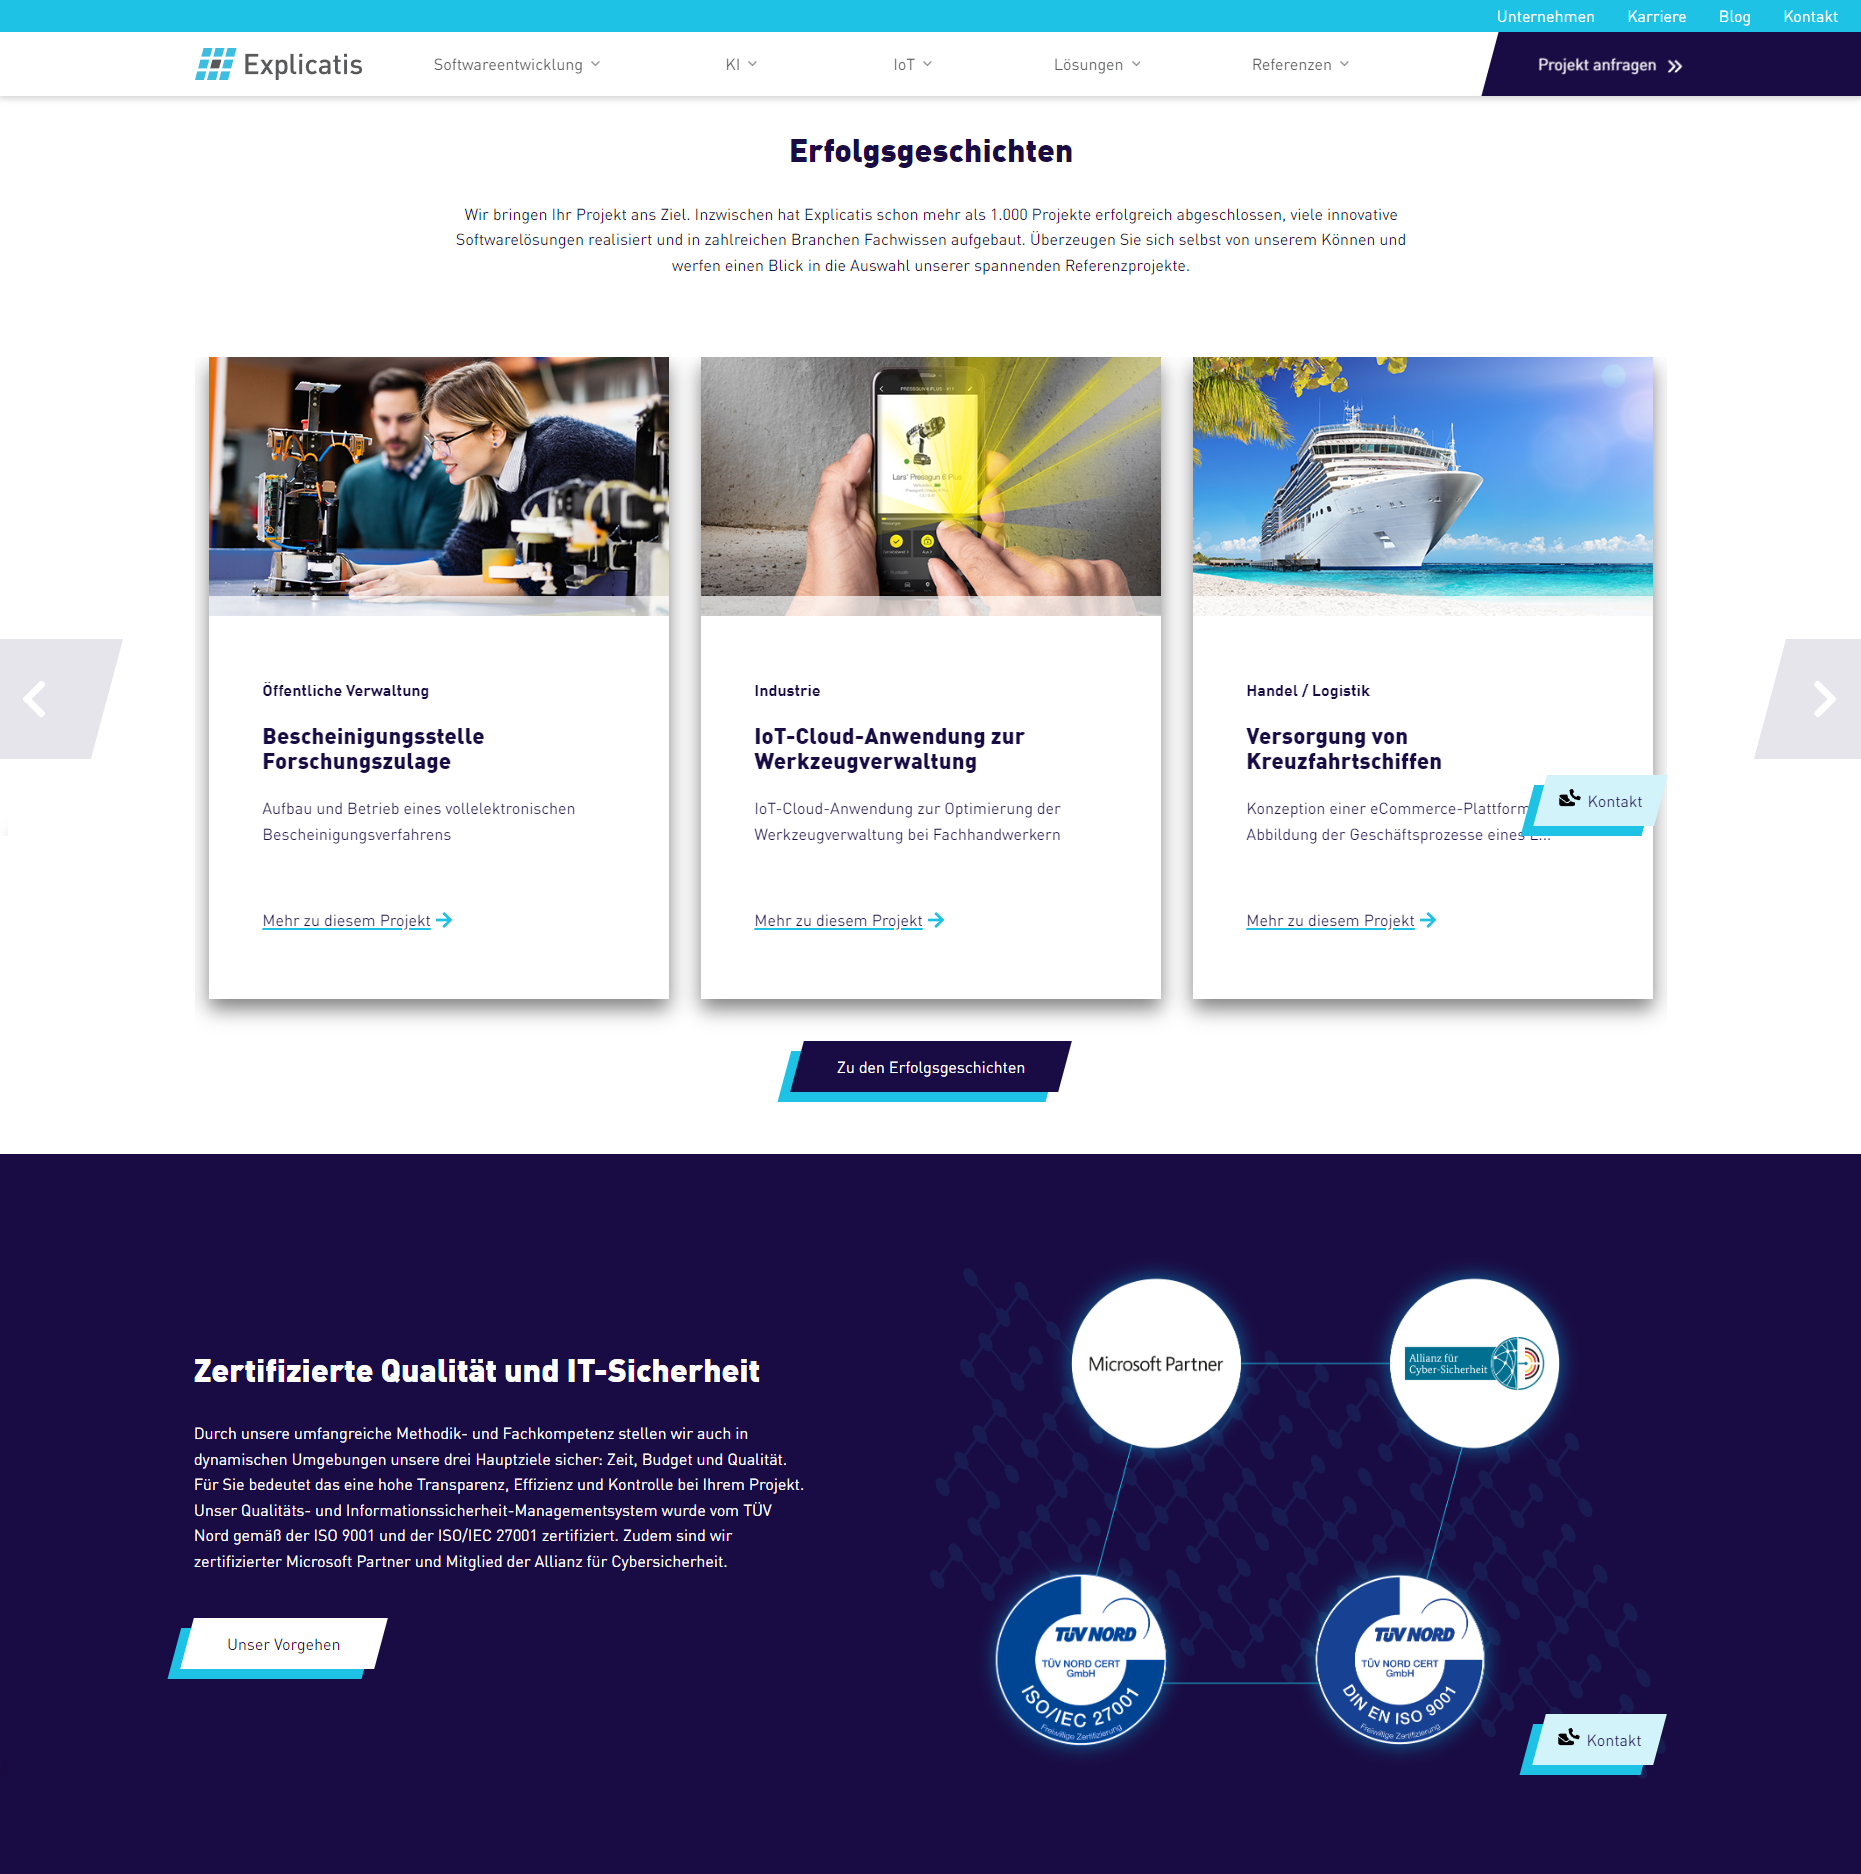 Unternehmen Karriere Blog Kontakt
Explicatis Softwareentwicklung KI IoT Lösungen Referenzen Projekt anfragen
Erfolgsgeschichten
Wir bringen Ihr Projekt ans Ziel. Inzwischen hat Explicatis schon mehr als 1.000 Projekte erfolgreich abgeschlossen, viele innovative
Softwarelösungen realisiert und in zahlreichen Branchen Fachwissen aufgebaut. Überzeugen Sie sich selbst von unserem Können und
werfen einen Blick in die Auswahl unserer spannenden Referenzprojekte.
PRESSGUN 6 PLUS
Lars' Pressgun 6 Plus
Öffentliche Verwaltung
Bescheinigungsstelle
Forschungszulage
Aufbau und Betrieb eines vollelektronischen
Bescheinigungsverfahrens
Mehr zu diesem Projekt
Industrie
IoT-Cloud-Anwendung zur
Werkzeugverwaltung
IoT-Cloud-Anwendung zur Optimierung der
Werkzeugverwaltung bei Fachhandwerkern
Mehr zu diesem Projekt
Handel / Logistik
Versorgung von
Kreuzfahrtschiffen
Konzeption einer eCommerce-Plattform
Abbildung der Geschäftsprozesse eines
Kontakt
Mehr zu diesem Projekt
Zu den Erfolgsgeschichten
Zertifizierte Qualität und IT-Sicherheit
Durch unsere umfangreiche Methodik- und Fachkompetenz stellen wir auch in
dynamischen Umgebungen unsere drei Hauptziele sicher: Zeit, Budget und Qualität.
Für Sie bedeutet das eine hohe Transparenz, Effizienz und Kontrolle bei Ihrem Projekt.
Unser Qualitäts- und Informationssicherheit-Managementsystem wurde vom TÜV
Nord gemäß der ISO 9001 und der ISO/IEC 27001 zertifiziert. Zudem sind wir
zertifizierter Microsoft Partner und Mitglied der Allianz für Cybersicherheit.
Unser Vorgehen
Microsoft Partner
Allianz für
Cyber-Sicherheit
TÜV NORD
TÜV NORD CERT
GmbH
ISO/IEC 27001
Freiwillige Zertifizierung
TÜV NORD
TÜV NORD CERT
GmbH
DIN EN ISO 9001
Freiwillige Zertifizierung
Kontakt